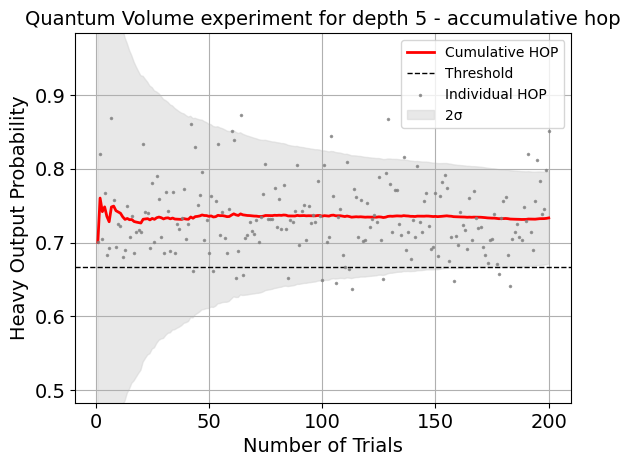 Quantum Volume experiment for depth 5 - accumulative hop
Heavy Output Probability
0.9
0.8
0.7
0.6
0.5
Cumulative HOP
Threshold
Individual HOP
2σ
0 50 100 150 200
Number of Trials